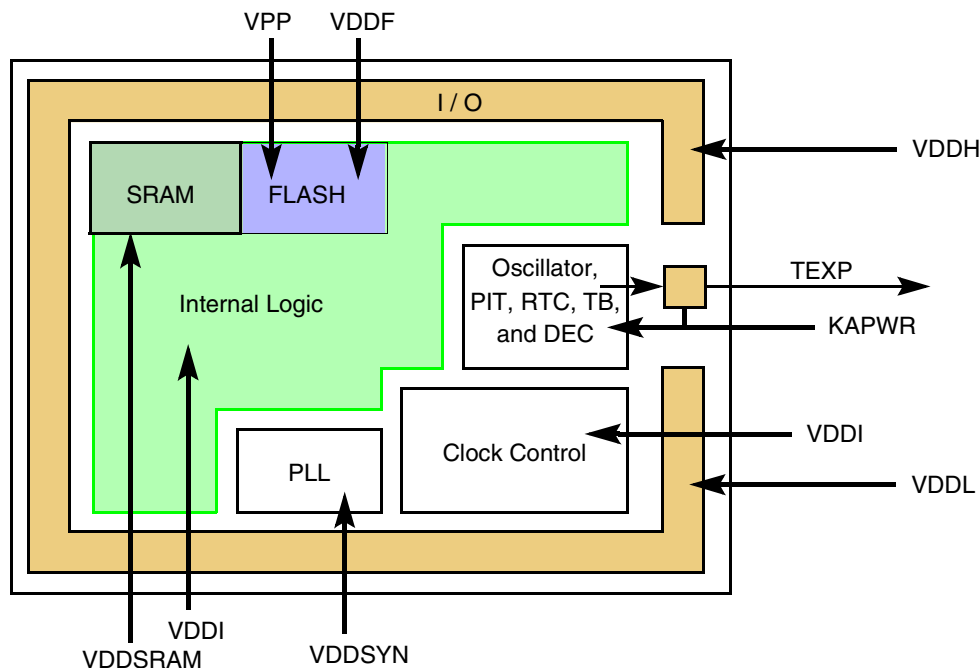 VPP
VDDF
I / O
VDDH
SRAM
FLASH
Oscillator,
PIT, RTC, TB,
and DEC
TEXP
Internal Logic
KAPWR
VDDI
Clock Control
PLL
VDDL
VDDI
VDDSRAM
VDDSYN